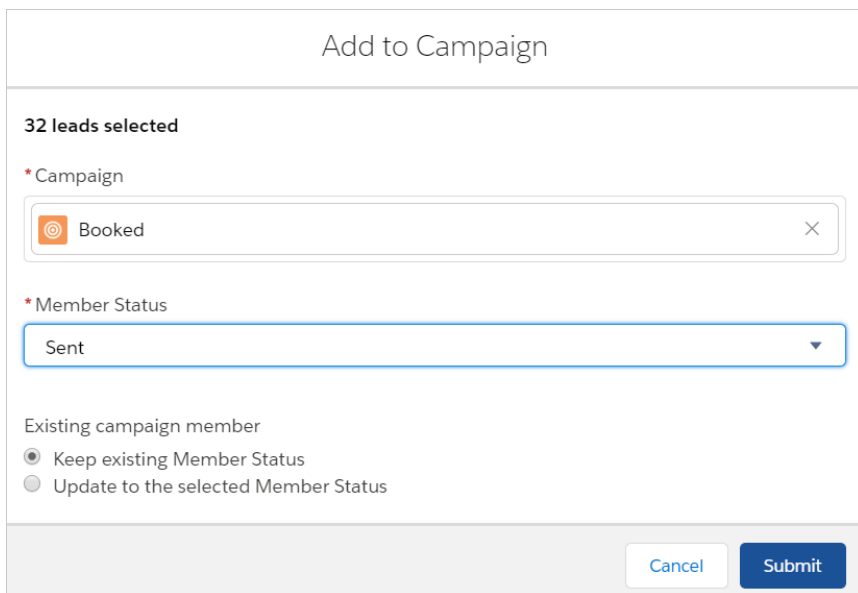 Add to Campaign
32 leads selected
*Campaign
Booked
*Member Status
Sent
Existing campaign member
Keep existing Member Status
Update to the selected Member Status
Cancel Submit